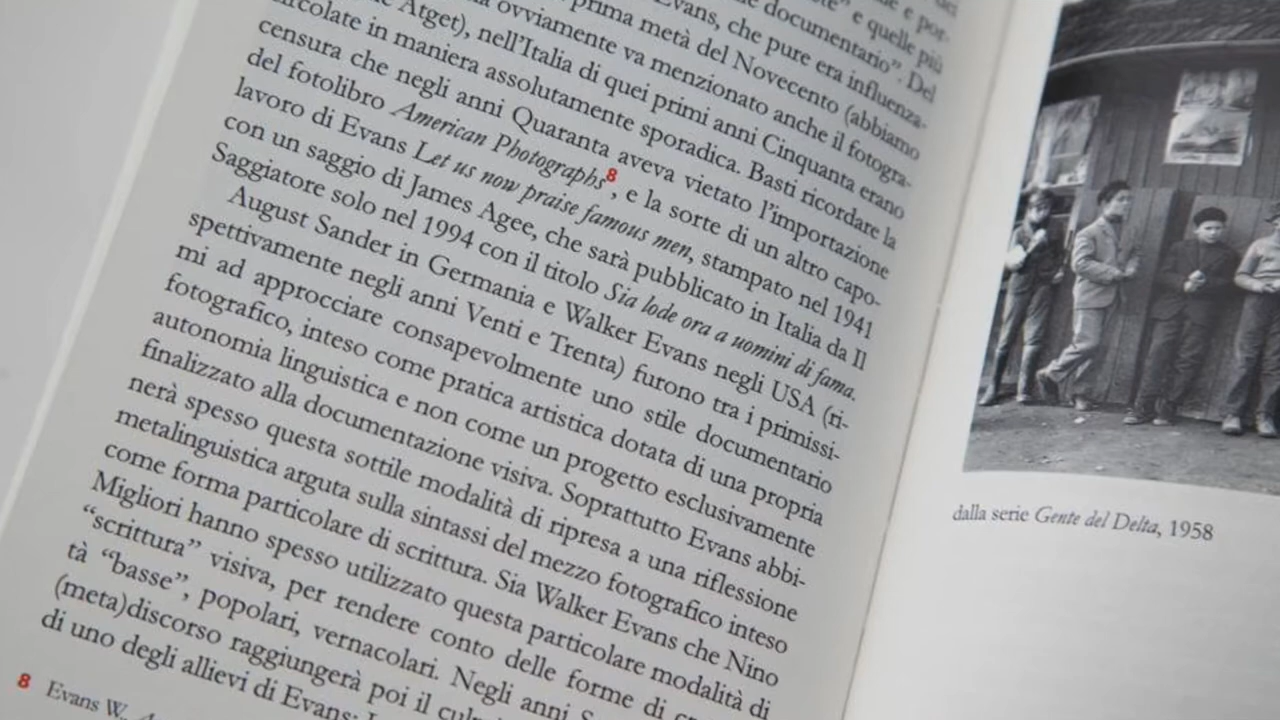 e por-
e quelle più
documentario”. Del
Evans, che pure era influenza-
prima metà del Novecento (abbiamo
ovviamente va menzionato anche il fotogra-
Atget), nell’Italia di quei primi anni Cinquanta erano
circolate in maniera assolutamente sporadica. Basti ricordare la
censura che negli anni Quaranta aveva vietato l’importazione
del fotolibro American Photographs8, e la sorte di un altro capo-
lavoro di Evans Let us now praise famous men, stampato nel 1941
con un saggio di James Agee, che sarà pubblicato in Italia da Il
Saggiatore solo nel 1994 con il titolo Sia lode ora a uomini di fama.
August Sander in Germania e Walker Evans negli USA (ri-
spettivamente negli anni Venti e Trenta) furono tra i primissi-
mi ad approcciare consapevolmente uno stile documentario
fotografico, inteso come pratica artistica dotata di una propria
autonomia linguistica e non come un progetto esclusivamente
finalizzato alla documentazione visiva. Soprattutto Evans abbi-
nerà spesso questa sottile modalità di ripresa a una riflessione
metalinguistica arguta sulla sintassi del mezzo fotografico inteso
come forma particolare di scrittura. Sia Walker Evans che Nino
Migliori hanno spesso utilizzato questa particolare modalità di
“scrittura” visiva, per rendere conto delle forme di
tà “basse”, popolari, vernacolari. Negli anni
(meta)discorso raggiungerà poi il
di uno degli allievi di Evans:
8 Evans W.,
dalla serie Gente del Delta, 1958